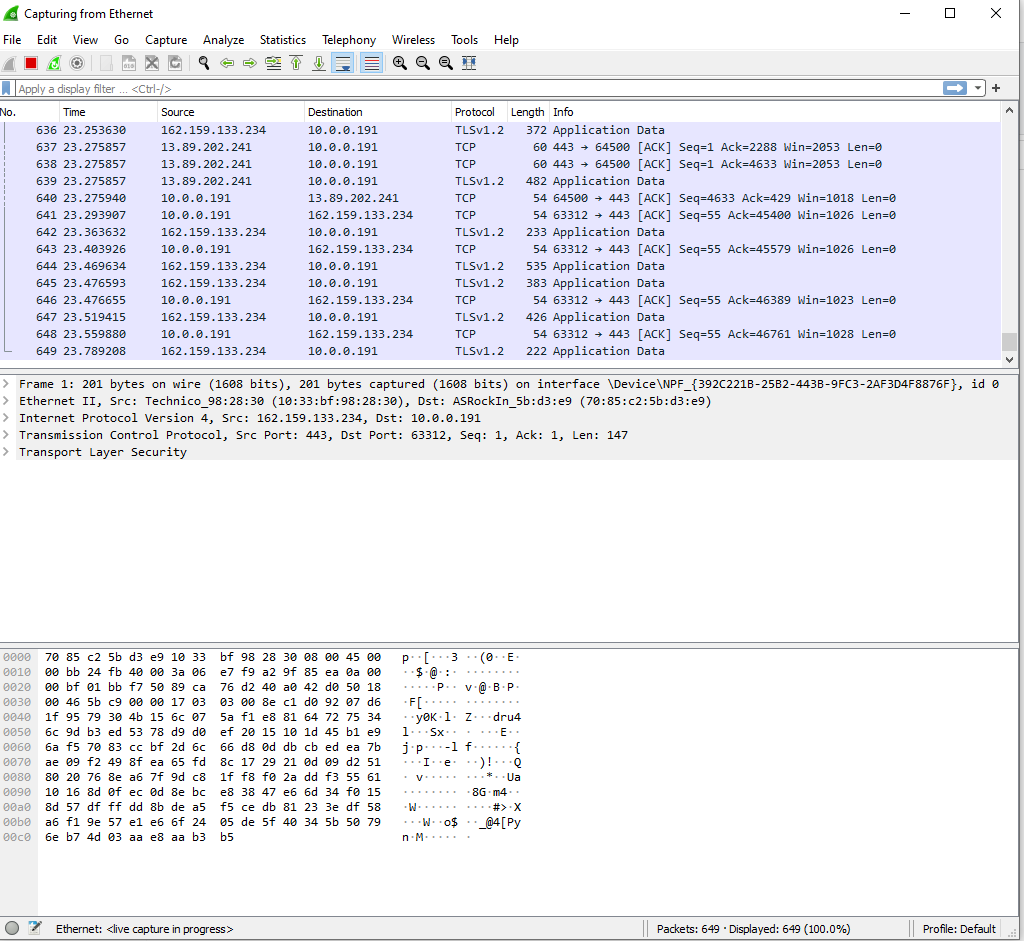 Capturing from Ethernet
File Edit View Go Capture Analyze Statistics Telephony Wireless Tools Help
Apply a display filter ... <Ctrl-/>
No. Time Source Destination Protocol Length Info
636 23.253630 162.159.133.234 10.0.0.191 TLSv1.2 372 Application Data
637 23.275857 13.89.202.241 10.0.0.191 TCP 60 443 → 64500 [ACK] Seq=1 Ack=2288 Win=2053 Len=0
638 23.275857 13.89.202.241 10.0.0.191 TCP 60 443 → 64500 [ACK] Seq=1 Ack=4633 Win=2053 Len=0
639 23.275857 13.89.202.241 10.0.0.191 TLSv1.2 482 Application Data
640 23.275940 10.0.0.191 13.89.202.241 TCP 54 64500 → 443 [ACK] Seq=4633 Ack=429 Win=1018 Len=0
641 23.293907 10.0.0.191 162.159.133.234 TCP 54 63312 → 443 [ACK] Seq=55 Ack=45400 Win=1026 Len=0
642 23.363632 162.159.133.234 10.0.0.191 TLSv1.2 233 Application Data
643 23.403926 10.0.0.191 162.159.133.234 TCP 54 63312 → 443 [ACK] Seq=55 Ack=45579 Win=1026 Len=0
644 23.469634 162.159.133.234 10.0.0.191 TLSv1.2 535 Application Data
645 23.476593 162.159.133.234 10.0.0.191 TLSv1.2 383 Application Data
646 23.476655 10.0.0.191 162.159.133.234 TCP 54 63312 → 443 [ACK] Seq=55 Ack=46389 Win=1023 Len=0
647 23.519415 162.159.133.234 10.0.0.191 TLSv1.2 426 Application Data
648 23.559880 10.0.0.191 162.159.133.234 TCP 54 63312 → 443 [ACK] Seq=55 Ack=46761 Win=1028 Len=0
649 23.789208 162.159.133.234 10.0.0.191 TLSv1.2 222 Application Data
Frame 1: 201 bytes on wire (1608 bits), 201 bytes captured (1608 bits) on interface \Device\NPF_{392C221B-25B2-443B-9FC3-2AF3D4F8876F}, id 0
Ethernet II, Src: Technico_98:28:30 (10:33:bf:98:28:30), Dst: ASRockIn_5b:d3:e9 (70:85:c2:5b:d3:e9)
Internet Protocol Version 4, Src: 162.159.133.234, Dst: 10.0.0.191
Transmission Control Protocol, Src Port: 443, Dst Port: 63312, Seq: 1, Ack: 1, Len: 147
Transport Layer Security
0000 70 85 c2 5b d3 e9 10 33 bf 98 28 30 08 00 45 00 p··[···3 ··(0··E·
0010 00 bb 24 fb 40 00 3a 06 e7 f9 a2 9f 85 ea 0a 00 ··$·@·:· ········
0020 00 bf 01 bb f7 50 89 ca 76 d2 40 a0 42 d0 50 18 ·····P·· v·@·B·P·
0030 00 46 5b c9 00 00 17 03 03 00 8e c1 d0 92 07 d6 ·F[····· ········
0040 1f 95 79 30 4b 15 6c 07 5a f1 e8 81 64 72 75 34 ··y0K·l· Z···dru4
0050 6c 9d b3 ed 53 78 d9 d0 ef 20 15 10 1d 45 b1 e9 l···Sx·· · ···E··
0060 6a f5 70 83 cc bf 2d 6c 66 d8 0d db cb ed ea 7b j·p···-l f······{
0070 ae 09 f2 49 8f ea 65 fd 8c 17 29 21 0d 09 d2 51 ···I··e· ··)!···Q
0080 80 20 76 8e a6 7f 9d c8 1f f8 f0 2a dd f3 55 61 · v····· ···*··Ua
0090 10 16 8d 0f ec 0d 8e bc e8 38 47 e6 6d 34 f0 15 ········ ·8G·m4··
00a0 8d 57 df ff dd 8b de a5 f5 ce db 81 23 3e df 58 ·W······ ····#>·X
00b0 a6 f1 9e 57 e1 e6 6f 24 05 de 5f 40 34 5b 50 79 ···W··o$ ··_@4[Py
00c0 6e b7 4d 03 aa e8 aa b3 b5 n·M····· ·
Ethernet: <live capture in progress> Packets: 649 · Displayed: 649 (100.0%) Profile: Default